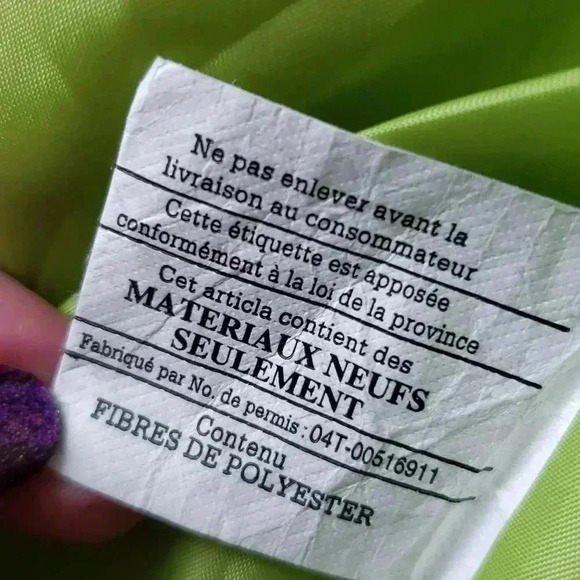 Ne pas enlever avant la
livraison au consommateur
Cette étiquette est apposée
conformément à la loi de la province
Cet articla contient des
MATERIAUX NEUFS
SEULEMENT
Fabriqué par No. de permis : 04T-00516911
Contenu
FIBRES DE POLYESTER